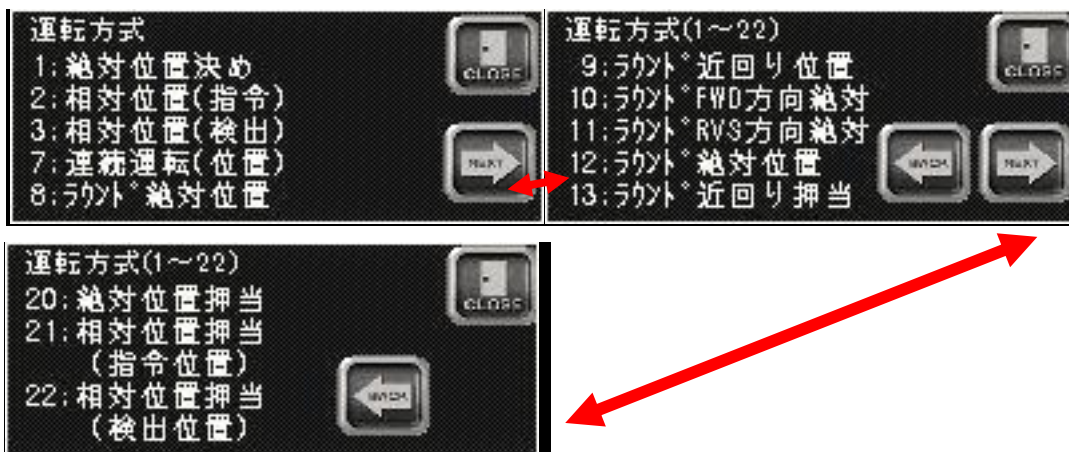 運転方式
1:絶対位置決め
2:相対位置(指令)
3:相対位置(検出)
7:連続運転(位置)
8:ﾗｳﾝﾄﾞ絶対位置
CLOSE
NEXT
運転方式(1~22)
9:ﾗｳﾝﾄﾞ近回り位置
10:ﾗｳﾝﾄﾞFWD方向絶対
11:ﾗｳﾝﾄﾞRVS方向絶対
12:ﾗｳﾝﾄﾞ絶対位置
13:ﾗｳﾝﾄﾞ近回り押当
CLOSE
BACK
NEXT
運転方式(1~22)
20:絶対位置押当
21:相対位置押当
(指令位置)
22:相対位置押当
(検出位置)
CLOSE
BACK